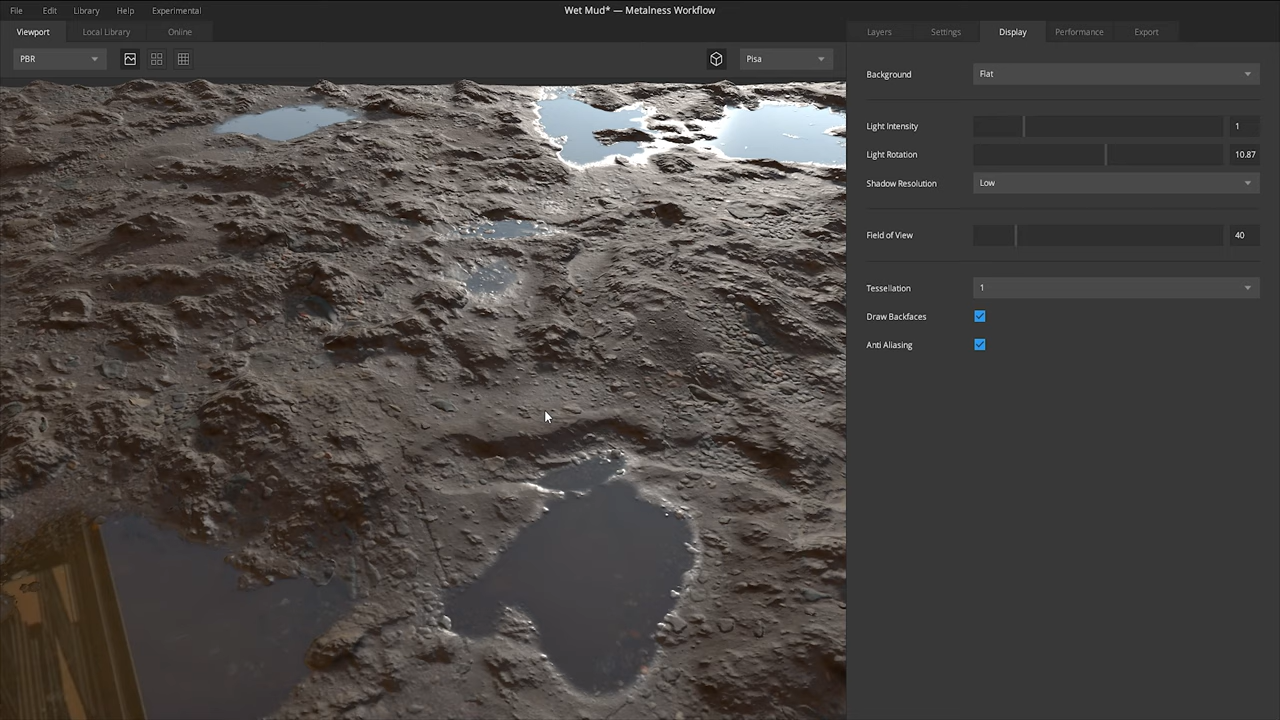 File Edit Library Help Experimental Wet Mud* — Metalness Workflow
Viewport Local Library Online
PBR Pisa
Layers Settings Display Performance Export
Background Flat
Light Intensity 1
Light Rotation 10.87
Shadow Resolution Low
Field of View 40
Tessellation 1
Draw Backfaces
Anti Aliasing